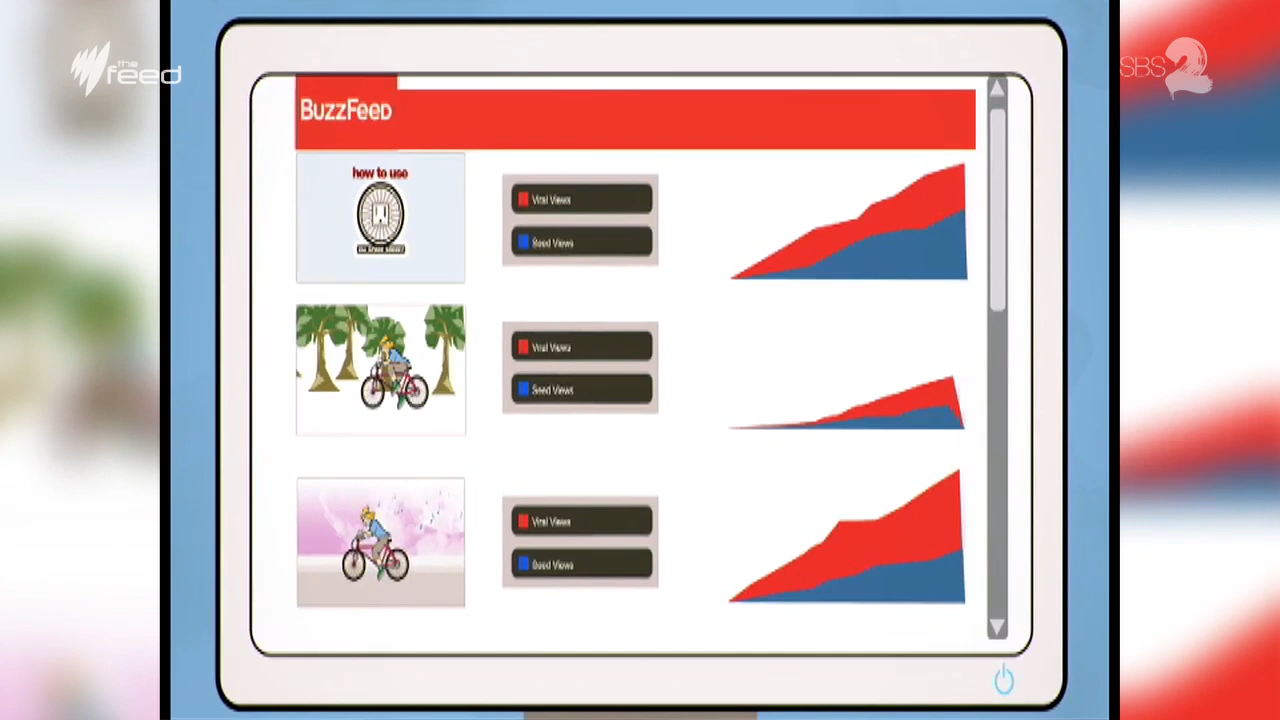 the
feed
SBS 2
BuzzFeed
how to use
Viral Views
Seed Views
Viral Views
Seed Views
Viral Views
Seed Views